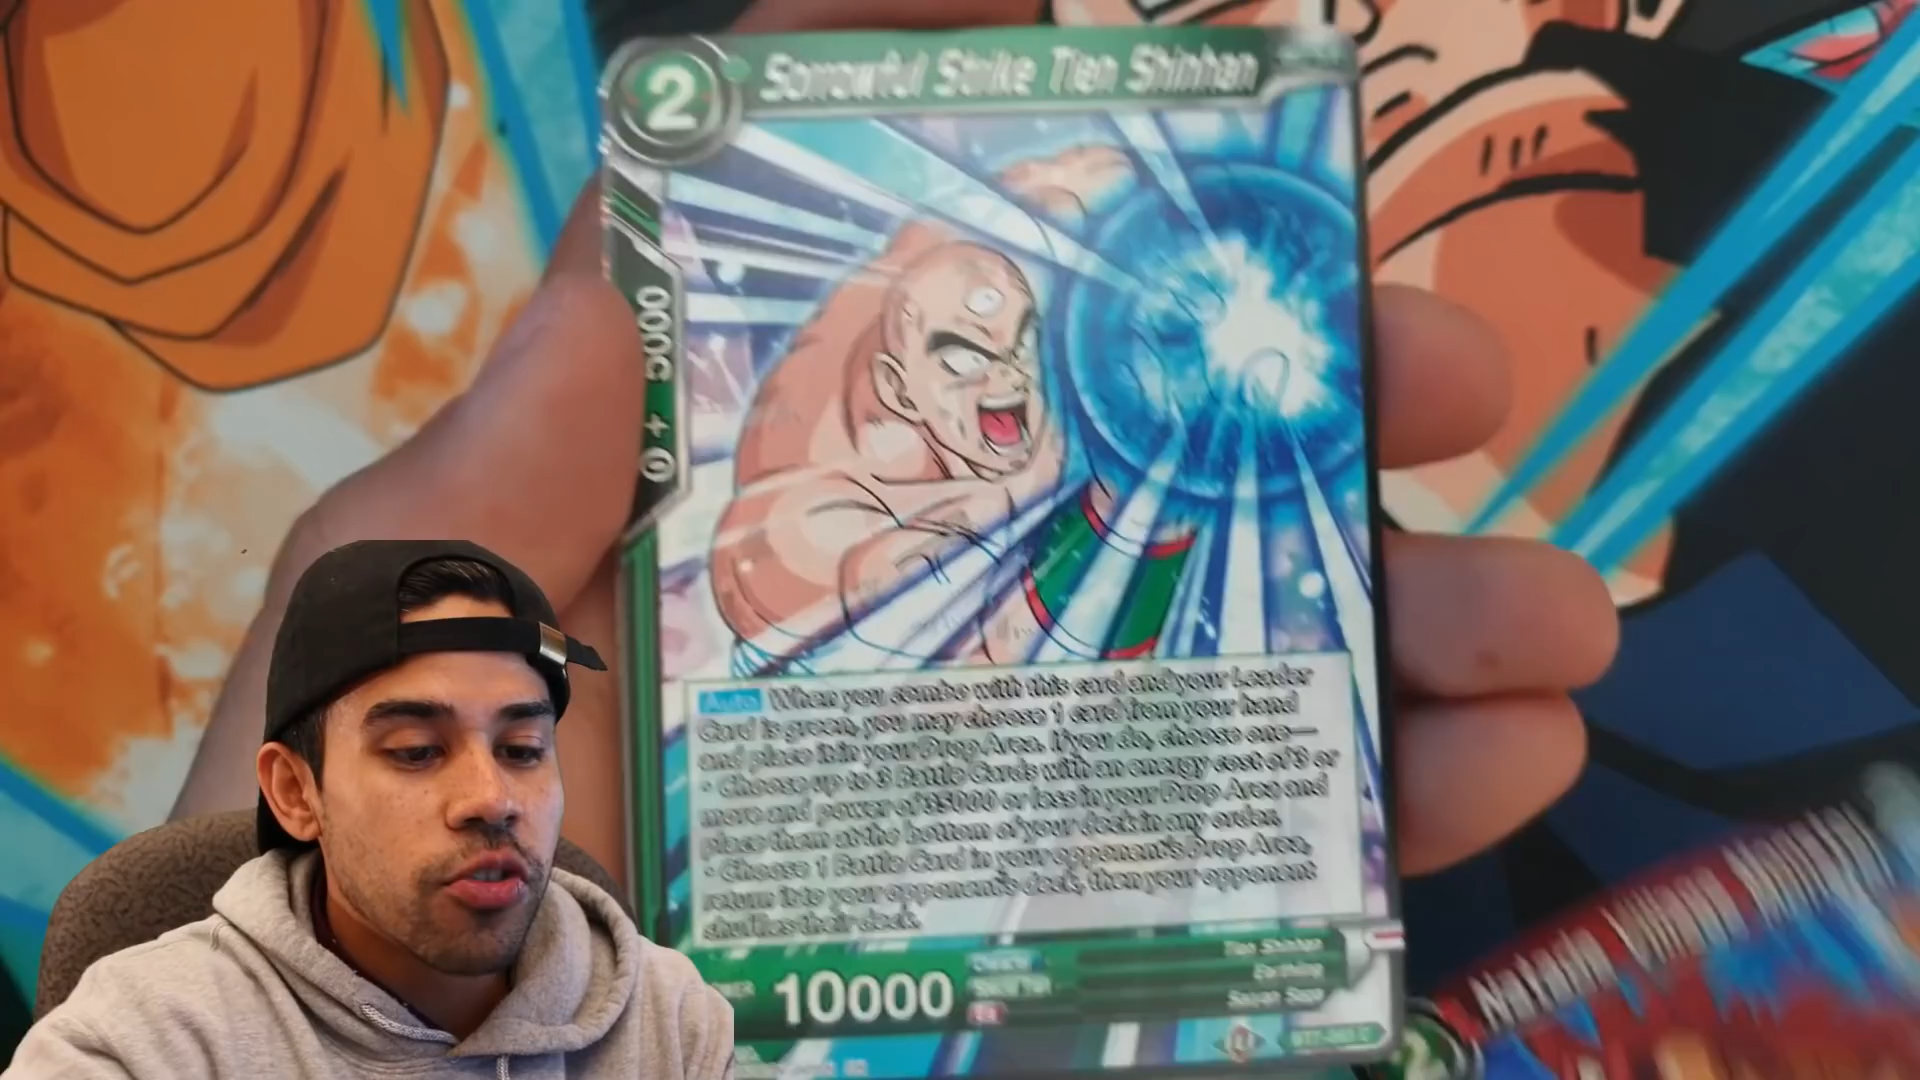 2
Sorrowful Strike Tien Shinhan
5000
+
0
Auto When you combo with this card and your Leader
Card is green, you may choose 1 card from your hand
and place it in your Drop Area. If you do, choose one—
• Choose up to 3 Battle Cards with an energy cost of 3 or
more and power of 35000 or less in your Drop Area and
place them at the bottom of your deck in any order.
• Choose 1 Battle Card in your opponent's Drop Area,
return it to your opponent's deck, then your opponent
shuffles their deck.
10000
Tien Shinhan
Earthling
Saiyan Saga
2